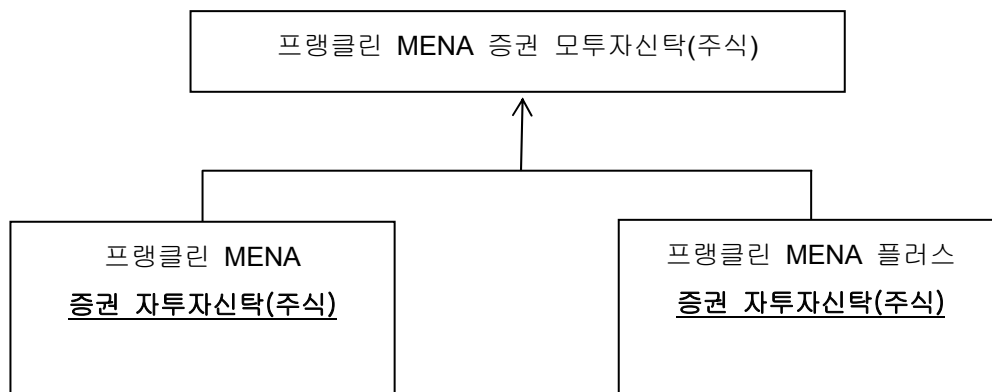 프랭클린 MENA 증권 모투자신탁(주식)
프랭클린 MENA
증권 자투자신탁(주식)
프랭클린 MENA 플러스
증권 자투자신탁(주식)